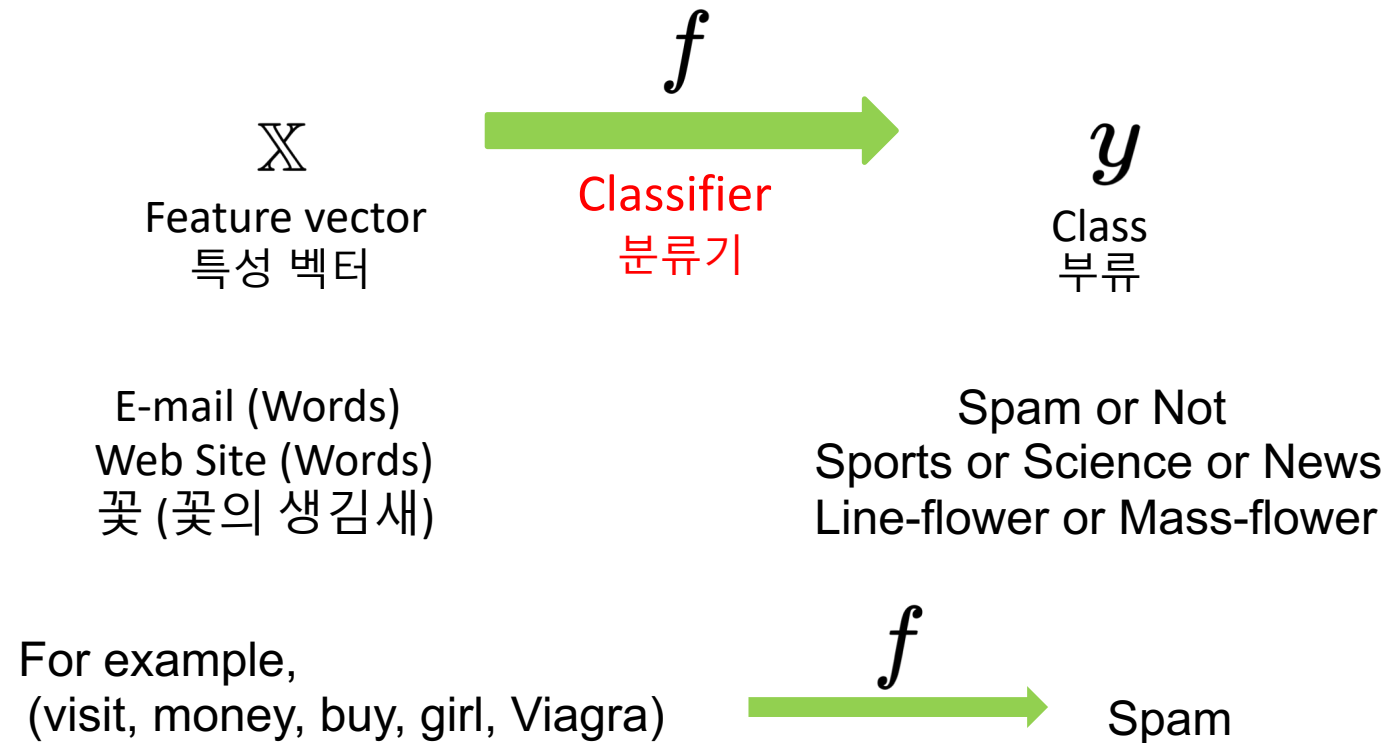 f
𝕏
y
Feature vector
특성 벡터
Classifier
분류기
Class
부류
E-mail (Words)
Web Site (Words)
꽃 (꽃의 생김새)
Spam or Not
Sports or Science or News
Line-flower or Mass-flower
For example,
(visit, money, buy, girl, Viagra)
f
Spam